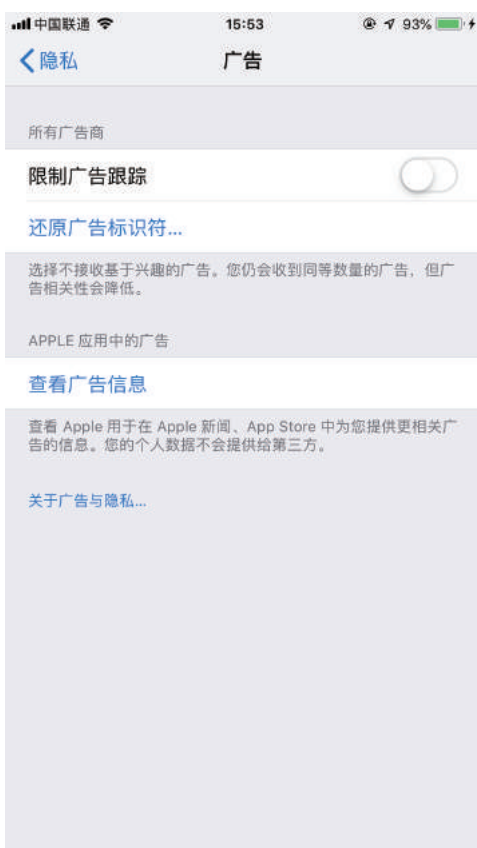 中国联通 15:53 93%
隐私 广告
所有广告商
限制广告跟踪
还原广告标识符...
选择不接收基于兴趣的广告。您仍会收到同等数量的广告，但广
告相关性会降低。
APPLE 应用中的广告
查看广告信息
查看 Apple 用于在 Apple 新闻、App Store 中为您提供更相关广
告的信息。您的个人数据不会提供给第三方。
关于广告与隐私...